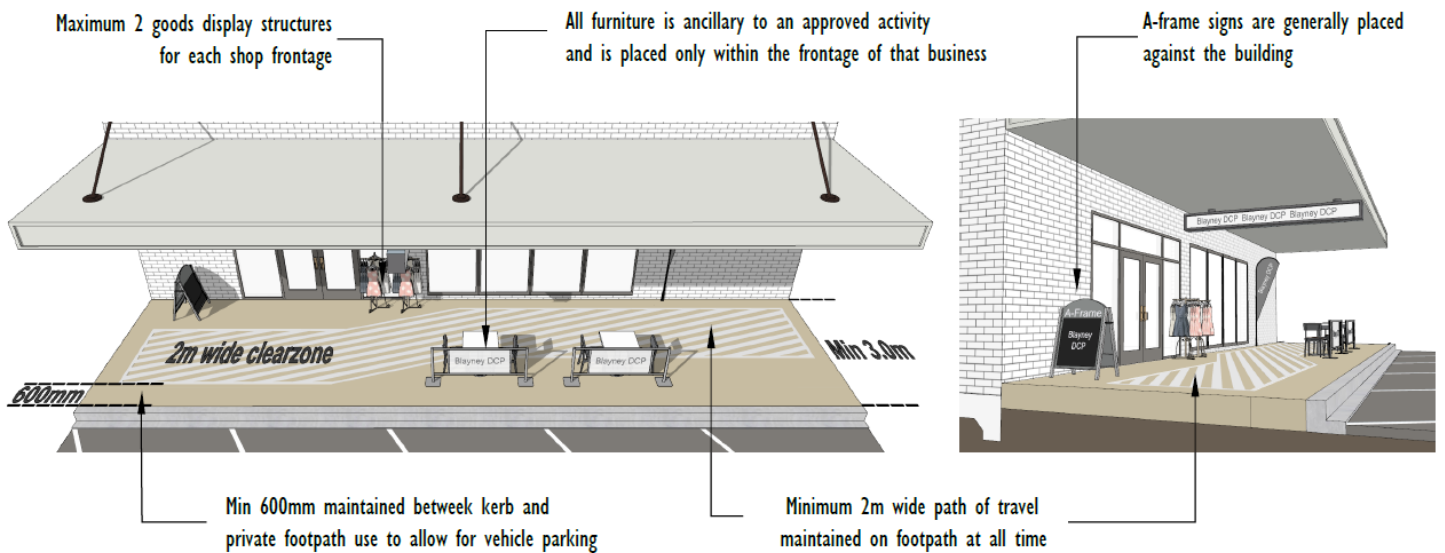 Maximum 2 goods display structures
for each shop frontage
All furniture is ancillary to an approved activity
and is placed only within the frontage of that business
A-frame signs are generally placed
against the building
2m wide clearzone
Blayney DCP
Blayney DCP
Min 3.0m
600mm
Blayney DCP Blayney DCP Blayney DCP
Blayney DCP
A-Frame
Blayney
DCP
Min 600mm maintained betweek kerb and
private footpath use to allow for vehicle parking
Minimum 2m wide path of travel
maintained on footpath at all time